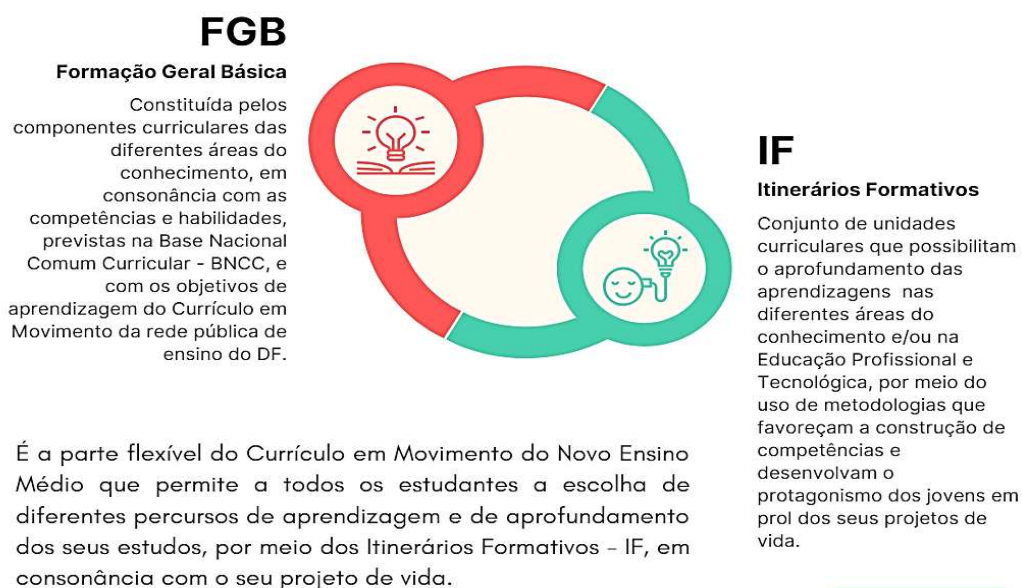 FGB
Formação Geral Básica
Constituída pelos
componentes curriculares das
diferentes áreas do
conhecimento, em
consonância com as
competências e habilidades,
previstas na Base Nacional
Comum Curricular - BNCC, e
com os objetivos de
aprendizagem do Currículo em
Movimento da rede pública de
ensino do DF.
IF
Itinerários Formativos
Conjunto de unidades
curriculares que possibilitam
o aprofundamento das
aprendizagens nas
diferentes áreas do
conhecimento e/ou na
Educação Profissional e
Tecnológica, por meio do
uso de metodologias que
favoreçam a construção de
competências e
desenvolvam o
protagonismo dos jovens em
prol dos seus projetos de
vida.
É a parte flexível do Currículo em Movimento do Novo Ensino
Médio que permite a todos os estudantes a escolha de
diferentes percursos de aprendizagem e de aprofundamento
dos seus estudos, por meio dos Itinerários Formativos – IF, em
consonância com o seu projeto de vida.